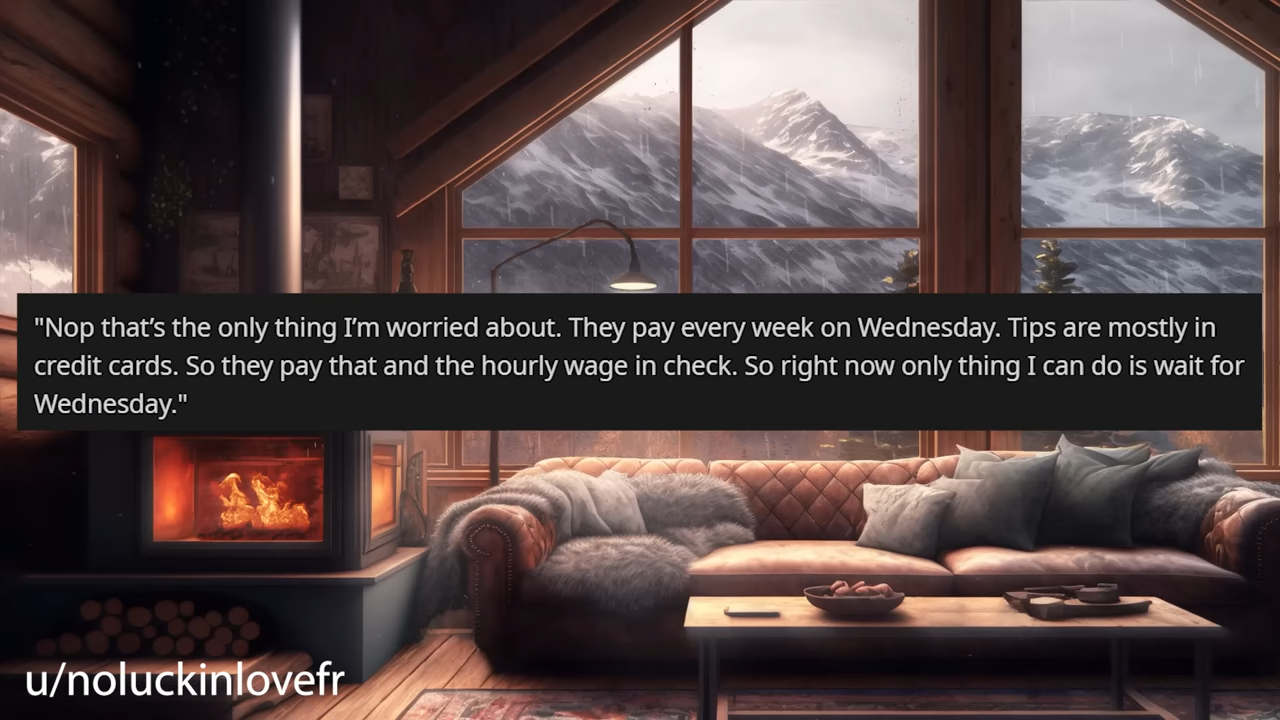 "Nop that’s the only thing I’m worried about. They pay every week on Wednesday. Tips are mostly in
credit cards. So they pay that and the hourly wage in check. So right now only thing I can do is wait for
Wednesday."
u/noluckinlovefr